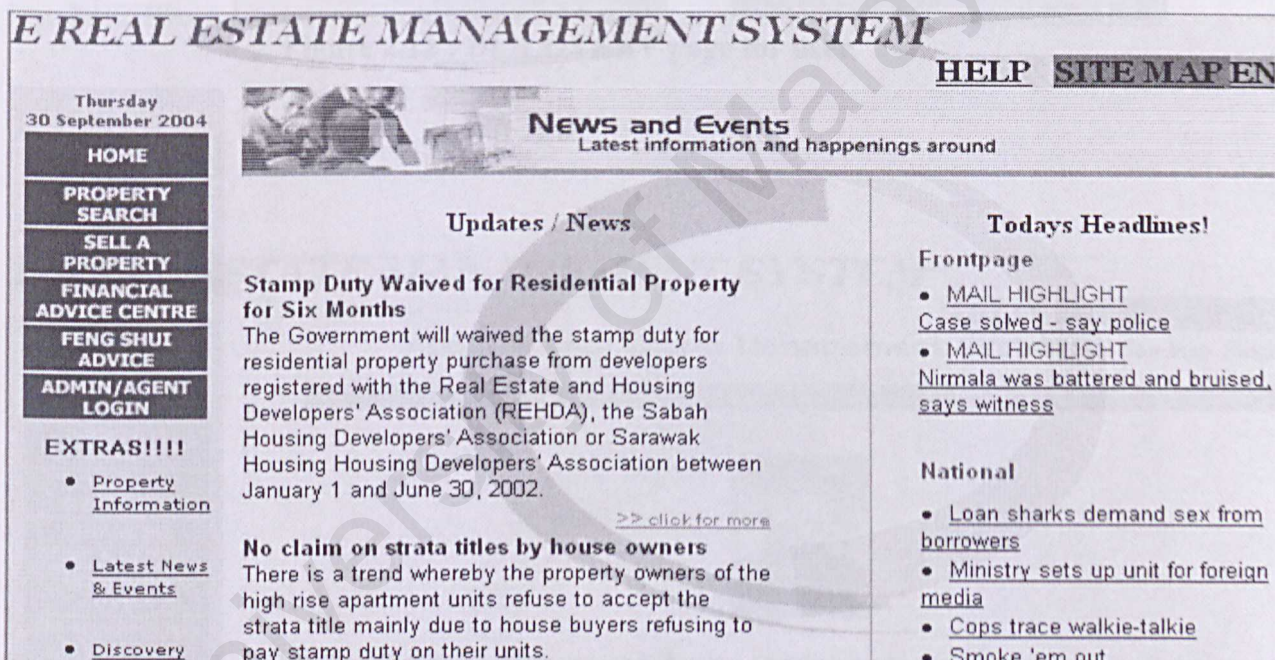 E REAL ESTATE MANAGEMENT SYSTEM
HELP SITE MAP EN
Thursday
30 September 2004
HOME
PROPERTY
SEARCH
SELL A
PROPERTY
FINANCIAL
ADVICE CENTRE
FENG SHUI
ADVICE
ADMIN/AGENT
LOGIN
EXTRAS!!!!
• Property
Information
• Latest News
& Events
• Discovery
News and Events
Latest information and happenings around
Updates / News
Stamp Duty Waived for Residential Property
for Six Months
The Government will waived the stamp duty for
residential property purchase from developers
registered with the Real Estate and Housing
Developers' Association (REHDA), the Sabah
Housing Developers' Association or Sarawak
Housing Housing Developers' Association between
January 1 and June 30, 2002.
>> click for more
No claim on strata titles by house owners
There is a trend whereby the property owners of the
high rise apartment units refuse to accept the
strata title mainly due to house buyers refusing to
pay stamp duty on their units.
Todays Headlines!
Frontpage
• MAIL HIGHLIGHT
Case solved - say police
• MAIL HIGHLIGHT
Nirmala was battered and bruised,
says witness
National
• Loan sharks demand sex from
borrowers
• Ministry sets up unit for foreign
media
• Cops trace walkie-talkie
• Smoke 'em out